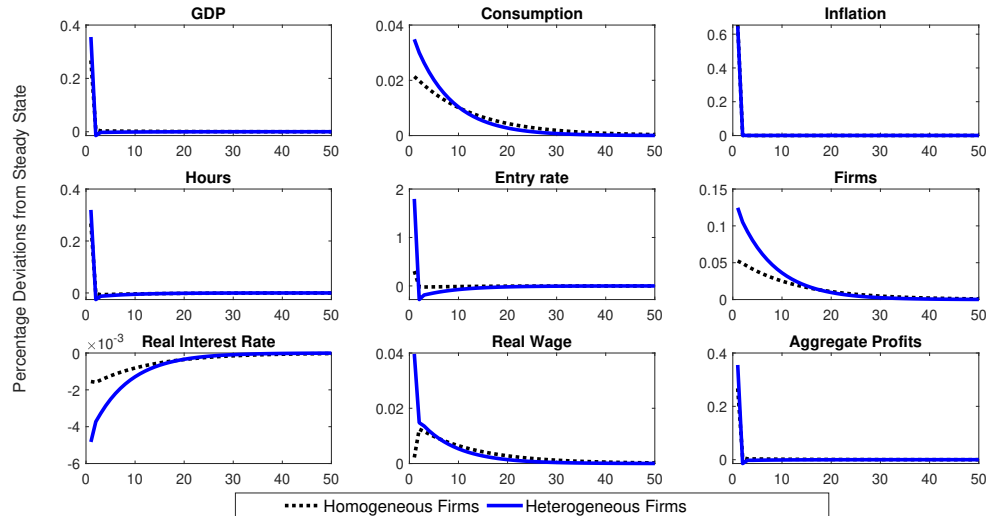 GDP
Consumption
Inflation
0.4
0.2
0
0 10 20 30 40 50
0.04
0.02
0
0 10 20 30 40 50
0.6
0.4
0.2
0
0 10 20 30 40 50
Percentage Deviations from Steady State
Hours
Entry rate
Firms
0.4
0.2
0
0 10 20 30 40 50
2
1
0
0 10 20 30 40 50
0.15
0.1
0.05
0
0 10 20 30 40 50
Real Interest Rate
Real Wage
Aggregate Profits
×10⁻³
0
-2
-4
-6
0 10 20 30 40 50
0.04
0.02
0
0 10 20 30 40 50
0.4
0.2
0
0 10 20 30 40 50
Homogeneous Firms Heterogeneous Firms